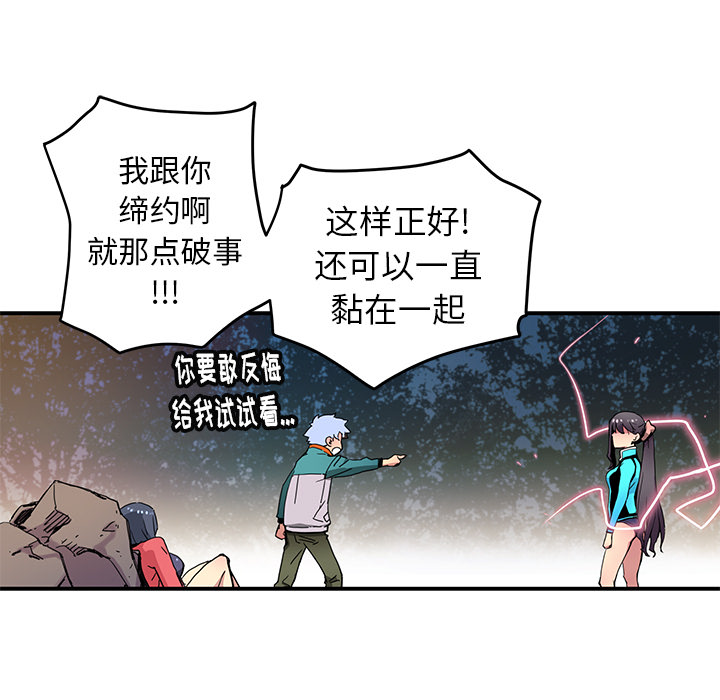 我跟你
缔约啊
就那点破事
!!!
这样正好!
还可以一直
黏在一起
你要敢反悔
给我试试看...